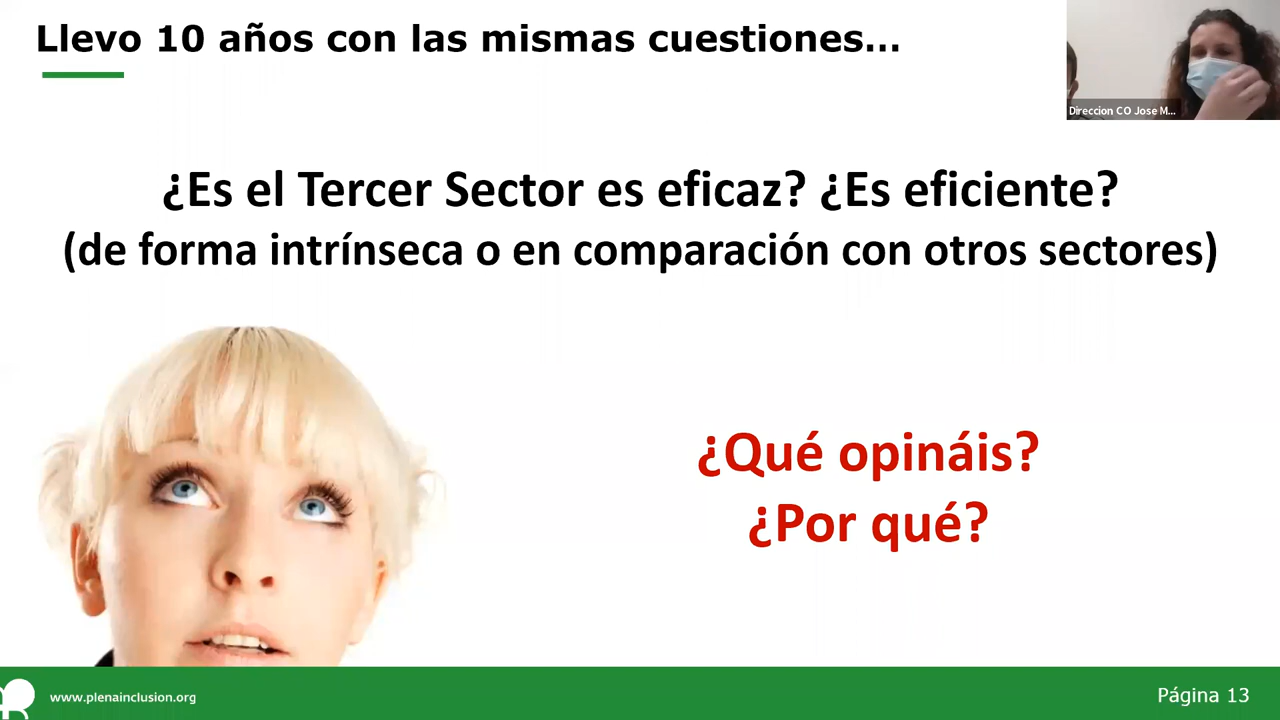 Llevo 10 años con las mismas cuestiones...
Direccion CO Jose M...
¿Es el Tercer Sector es eficaz? ¿Es eficiente?
(de forma intrínseca o en comparación con otros sectores)
¿Qué opináis?
¿Por qué?
www.plenainclusion.org
Página 13